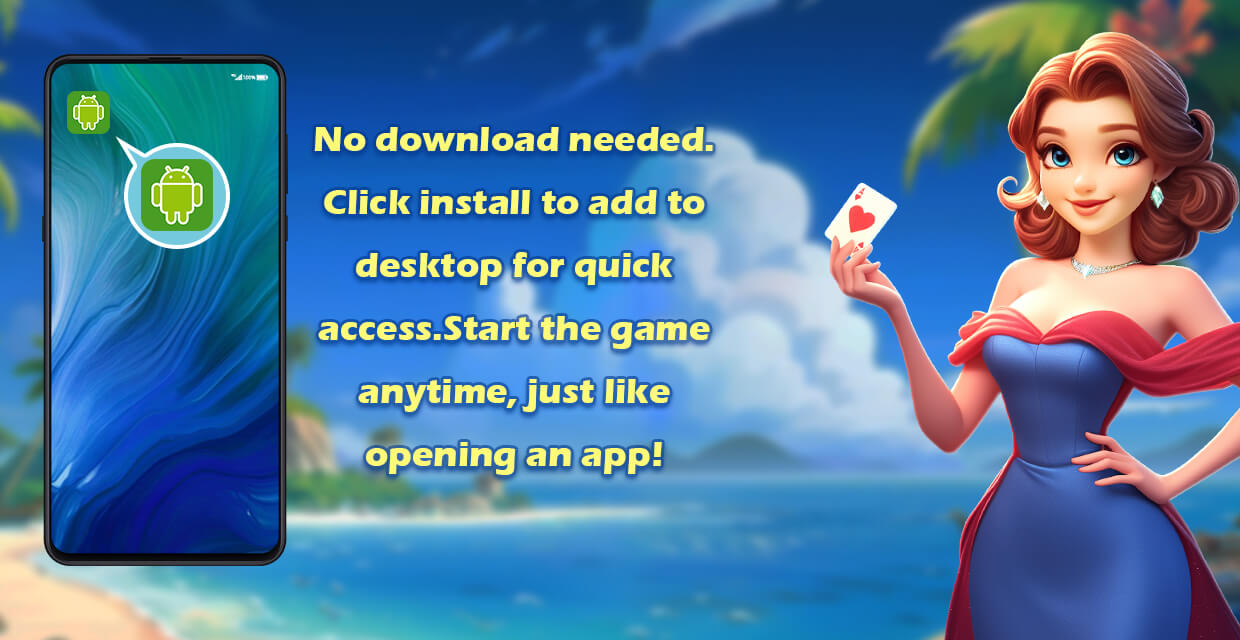 100%
No download needed.
Click install to add to
desktop for quick
access.Start the game
anytime, just like
opening an app!
A